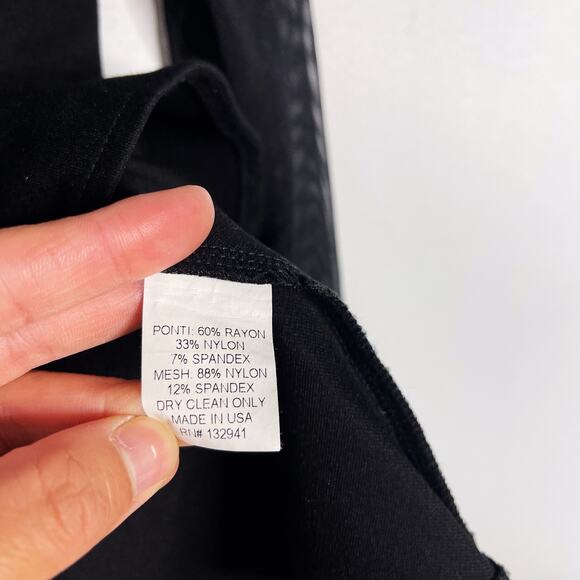 PONTI: 60% RAYON
33% NYLON
7% SPANDEX
MESH: 88% NYLON
12% SPANDEX
DRY CLEAN ONLY
MADE IN USA
RN# 132941